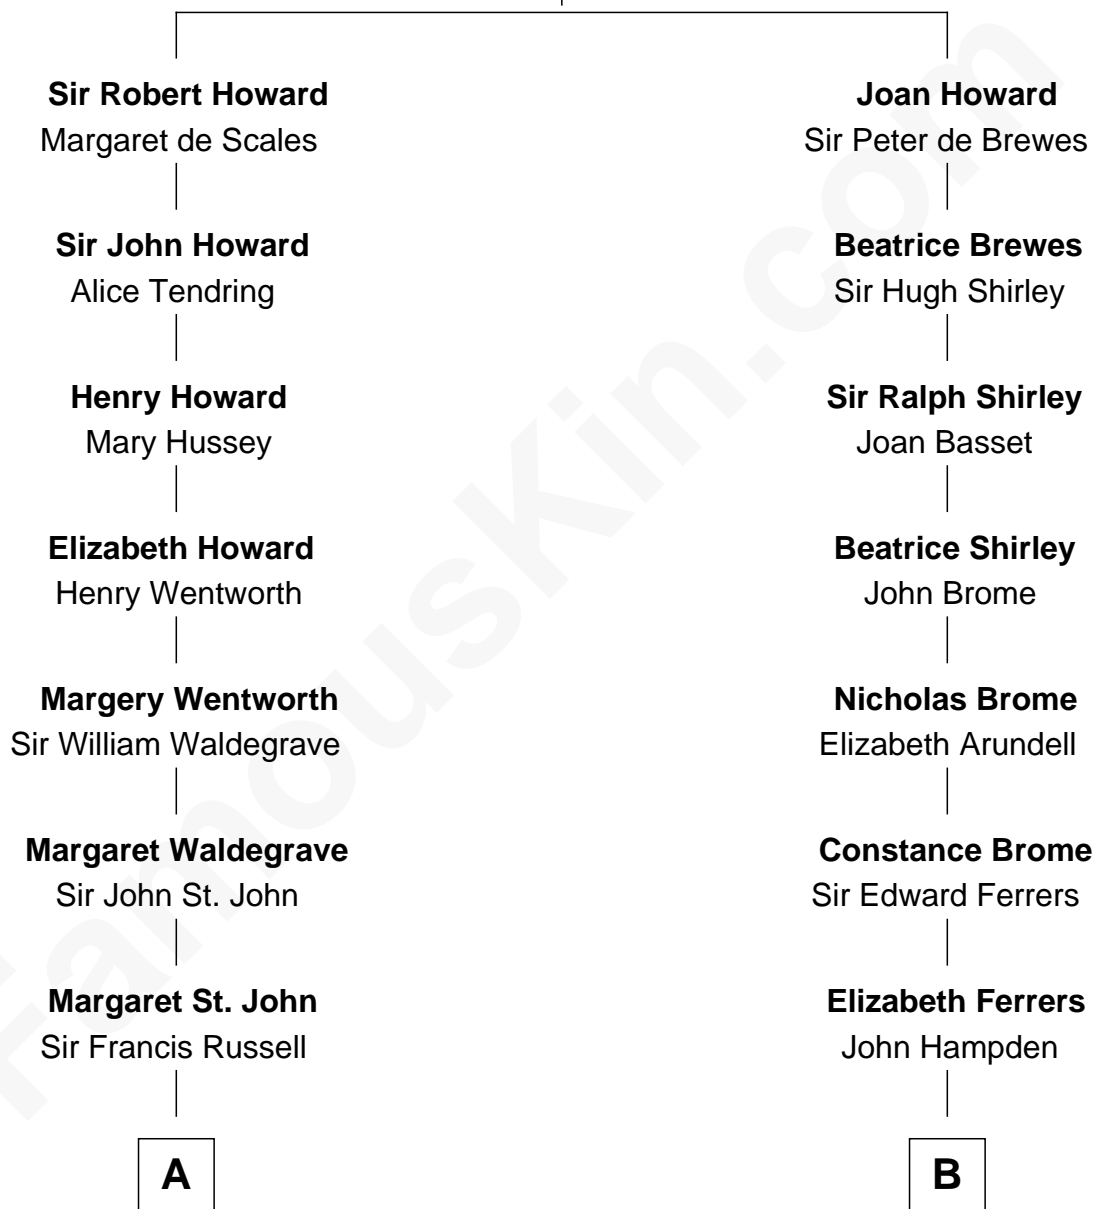 Sir Robert Howard
Margaret de Scales
Sir John Howard
Alice Tendring
Henry Howard
Mary Hussey
Elizabeth Howard
Henry Wentworth
Margery Wentworth
Sir William Waldegrave
Margaret Waldegrave
Sir John St. John
Margaret St. John
Sir Francis Russell
A
Joan Howard
Sir Peter de Brewes
Beatrice Brewes
Sir Hugh Shirley
Sir Ralph Shirley
Joan Basset
Beatrice Shirley
John Brome
Nicholas Brome
Elizabeth Arundell
Constance Brome
Sir Edward Ferrers
Elizabeth Ferrers
John Hampden
B
FamousKin.com